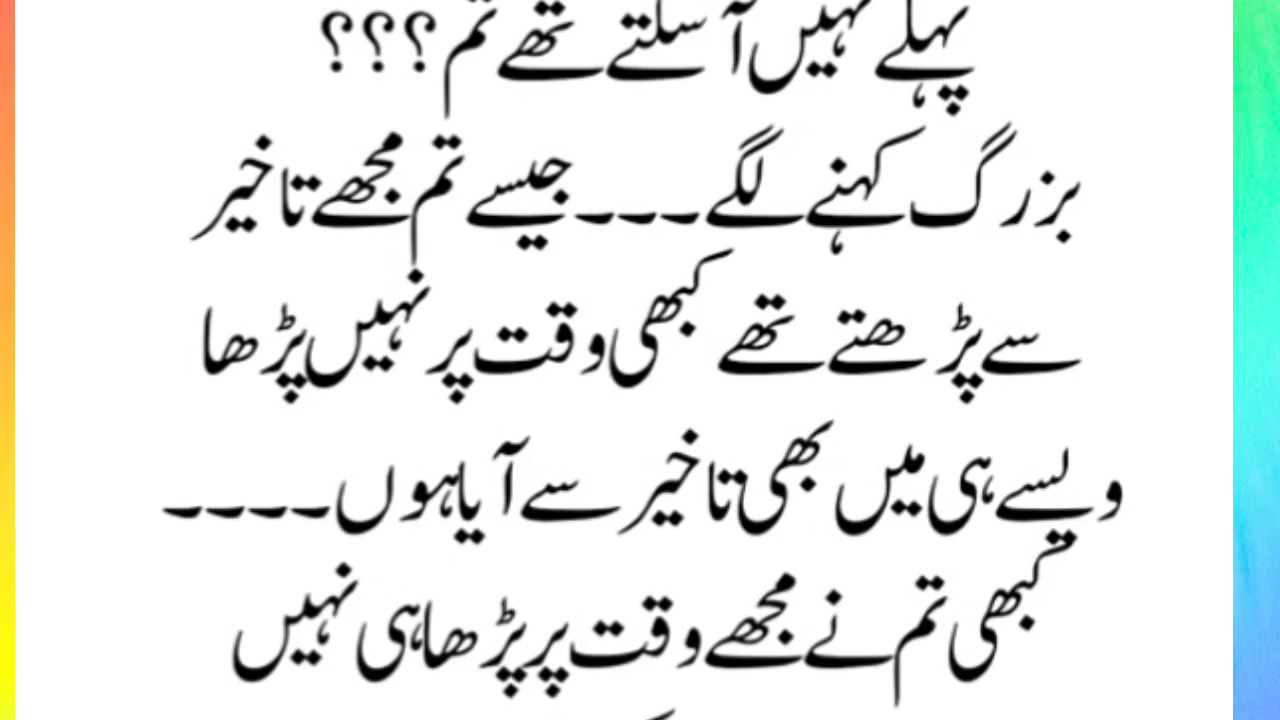 پہلے نہیں آ سکتے تھے تم ؟؟؟
بزرگ کہنے لگے۔۔۔ جیسے تم مجھے تاخیر
سے پڑھتے تھے کبھی وقت پر نہیں پڑھا
ویسے ہی میں بھی تاخیر سے آیا ہوں۔۔۔۔
کبھی تم نے مجھے وقت پر پڑھا ہی نہیں